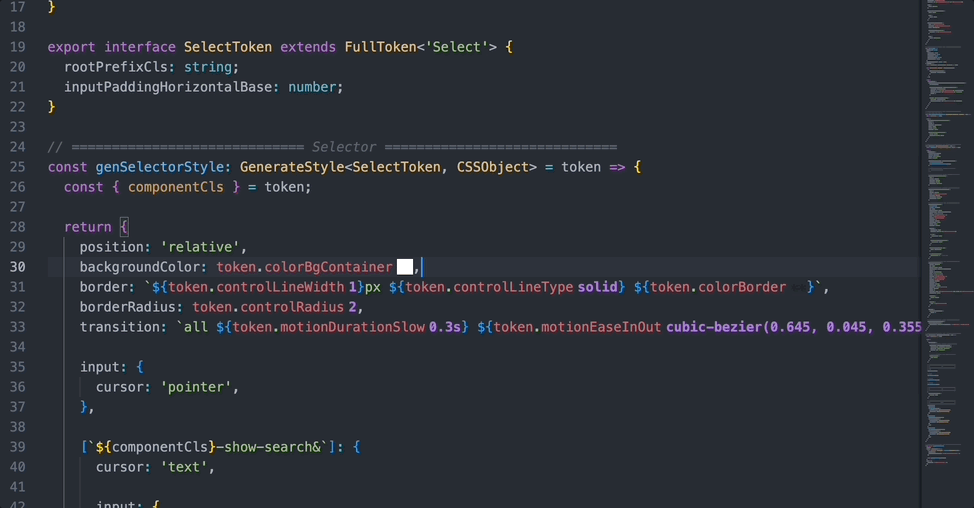 17 }
18
19 export interface SelectToken extends FullToken<'Select'> {
20 rootPrefixCls: string;
21 inputPaddingHorizontalBase: number;
22 }
23
24 // ============================= Selector =============================
25 const genSelectorStyle: GenerateStyle<SelectToken, CSSObject> = token => {
26 const { componentCls } = token;
27
28 return {
29 position: 'relative',
30 backgroundColor: token.colorBgContainer ,
31 border: `${token.controlLineWidth 1}px ${token.controlLineType solid} ${token.colorBorder }`,
32 borderRadius: token.controlRadius 2,
33 transition: `all ${token.motionDurationSlow 0.3s} ${token.motionEaseInOut cubic-bezier(0.645, 0.045, 0.355
34
35 input: {
36 cursor: 'pointer',
37 },
38
39 [`${componentCls}-show-search&`]: {
40 cursor: 'text',
41
42 input: {